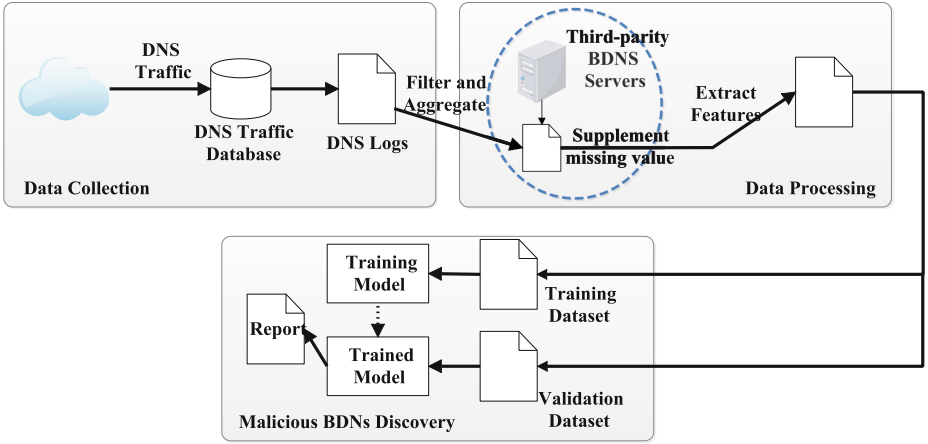 DNS
Traffic
DNS Traffic
Database
DNS Logs
Data Collection
Filter and
Aggregate
Third-parity
BDNS
Servers
Supplement
missing value
Extract
Features
Data Processing
Training
Model
Training
Dataset
Report
Trained
Model
Validation
Dataset
Malicious BDNs Discovery